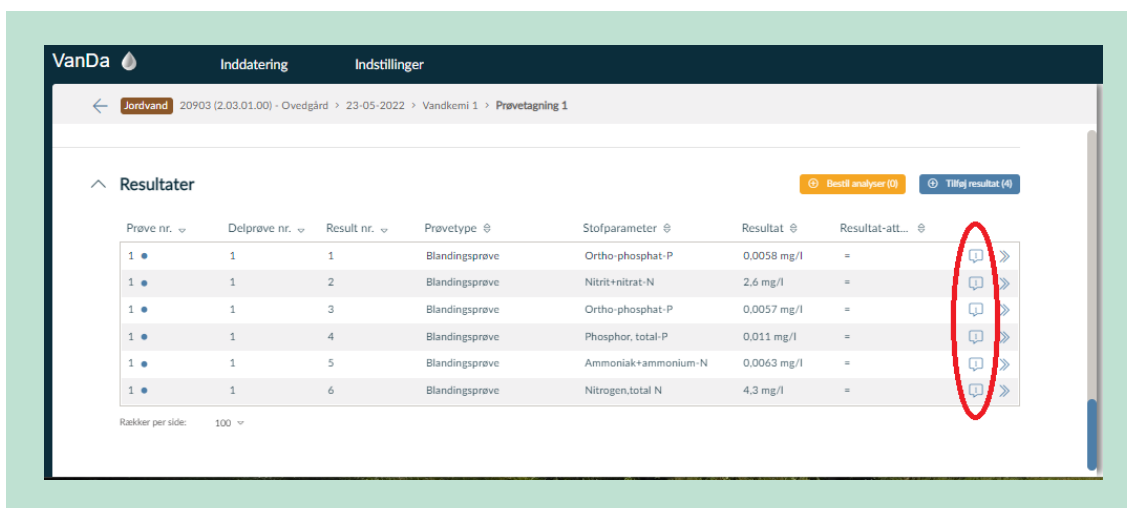 VanDa Inddatering Indstillinger
Jordvand 20903 (2.03.01.00) - Ovedgård > 23-05-2022 > Vandkemi 1 > Prøvetagning 1
Resultater Bestil analyser (0) Tilføj resultat (4)
Prøve nr. Delprøve nr. Result nr. Prøvetype Stofparameter Resultat Resultat-att...
1 1 1 Blandingsprøve Ortho-phosphat-P 0,0058 mg/l =
1 1 2 Blandingsprøve Nitrit+nitrat-N 2,6 mg/l =
1 1 3 Blandingsprøve Ortho-phosphat-P 0,0057 mg/l =
1 1 4 Blandingsprøve Phosphor, total-P 0,011 mg/l =
1 1 5 Blandingsprøve Ammoniak+ammonium-N 0,0063 mg/l =
1 1 6 Blandingsprøve Nitrogen,total N 4,3 mg/l =
Rækker per side: 100